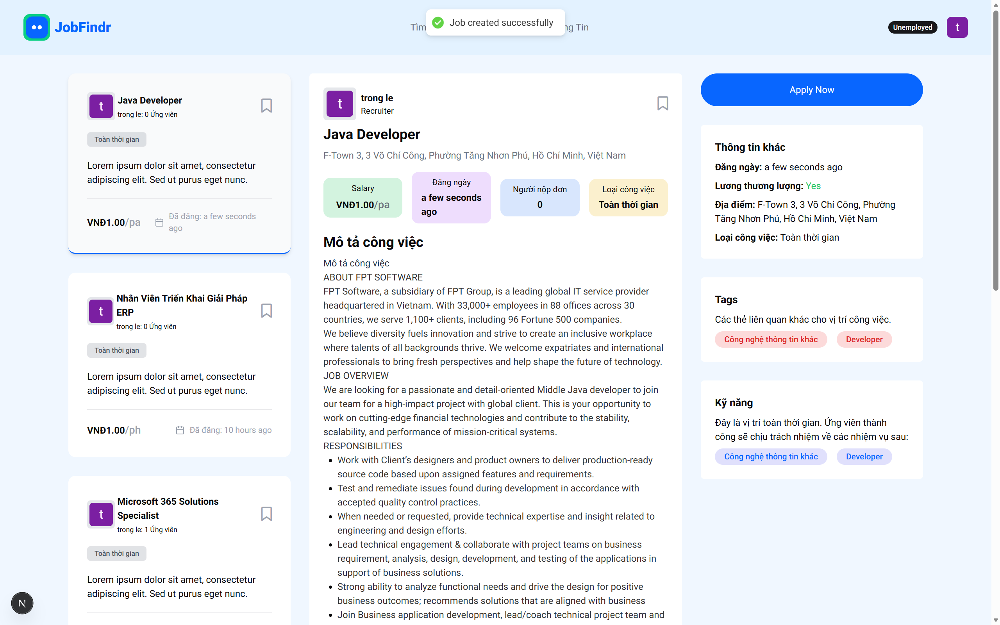 JobFindr
Tìm
Job created successfully
ng Tin
Unemployed
t
t
Java Developer
trong le: 0 Ứng viên
Toàn thời gian
Lorem ipsum dolor sit amet, consectetur
adipiscing elit. Sed ut purus eget nunc.
VNĐ1.00/pa
Đã đăng: a few seconds
ago
t
Nhân Viên Triển Khai Giải Pháp
ERP
trong le: 0 Ứng viên
Toàn thời gian
Lorem ipsum dolor sit amet, consectetur
adipiscing elit. Sed ut purus eget nunc.
VNĐ1.00/ph
Đã đăng: 10 hours ago
t
Microsoft 365 Solutions
Specialist
trong le: 1 Ứng viên
Toàn thời gian
Lorem ipsum dolor sit amet, consectetur
adipiscing elit. Sed ut purus eget nunc.
N
t
trong le
Recruiter
Java Developer
F-Town 3, 3 Võ Chí Công, Phường Tăng Nhơn Phú, Hồ Chí Minh, Việt Nam
Salary
VNĐ1.00/pa
Đăng ngày
a few seconds
ago
Người nộp đơn
0
Loại công việc
Toàn thời gian
Mô tả công việc
Mô tả công việc
ABOUT FPT SOFTWARE
FPT Software, a subsidiary of FPT Group, is a leading global IT service provider
headquartered in Vietnam. With 33,000+ employees in 88 offices across 30
countries, we serve 1,100+ clients, including 96 Fortune 500 companies.
We believe diversity fuels innovation and strive to create an inclusive workplace
where talents of all backgrounds thrive. We welcome expatriates and international
professionals to bring fresh perspectives and help shape the future of technology.
JOB OVERVIEW
We are looking for a passionate and detail-oriented Middle Java developer to join
our team for a high-impact project with global client. This is your opportunity to
work on cutting-edge financial technologies and contribute to the stability,
scalability, and performance of mission-critical systems.
RESPONSIBILITIES
• Work with Client’s designers and product owners to deliver production-ready
source code based upon assigned features and requirements.
• Test and remediate issues found during development in accordance with
accepted quality control practices.
• When needed or requested, provide technical expertise and insight related to
engineering and design efforts.
• Lead technical engagement & collaborate with project teams on business
requirement, analysis, design, development, and testing of the applications in
support of business solutions.
• Strong ability to analyze functional needs and drive the design for positive
business outcomes; recommends solutions that are aligned with business
• Join Business application development, lead/coach technical project team and
Apply Now
Thông tin khác
Đăng ngày: a few seconds ago
Lương thương lượng: Yes
Địa điểm: F-Town 3, 3 Võ Chí Công, Phường
Tăng Nhơn Phú, Hồ Chí Minh, Việt Nam
Loại công việc: Toàn thời gian
Tags
Các thẻ liên quan khác cho vị trí công việc.
Công nghệ thông tin khác
Developer
Kỹ năng
Đây là vị trí toàn thời gian. Ứng viên thành
công sẽ chịu trách nhiệm về các nhiệm vụ sau:
Công nghệ thông tin khác
Developer